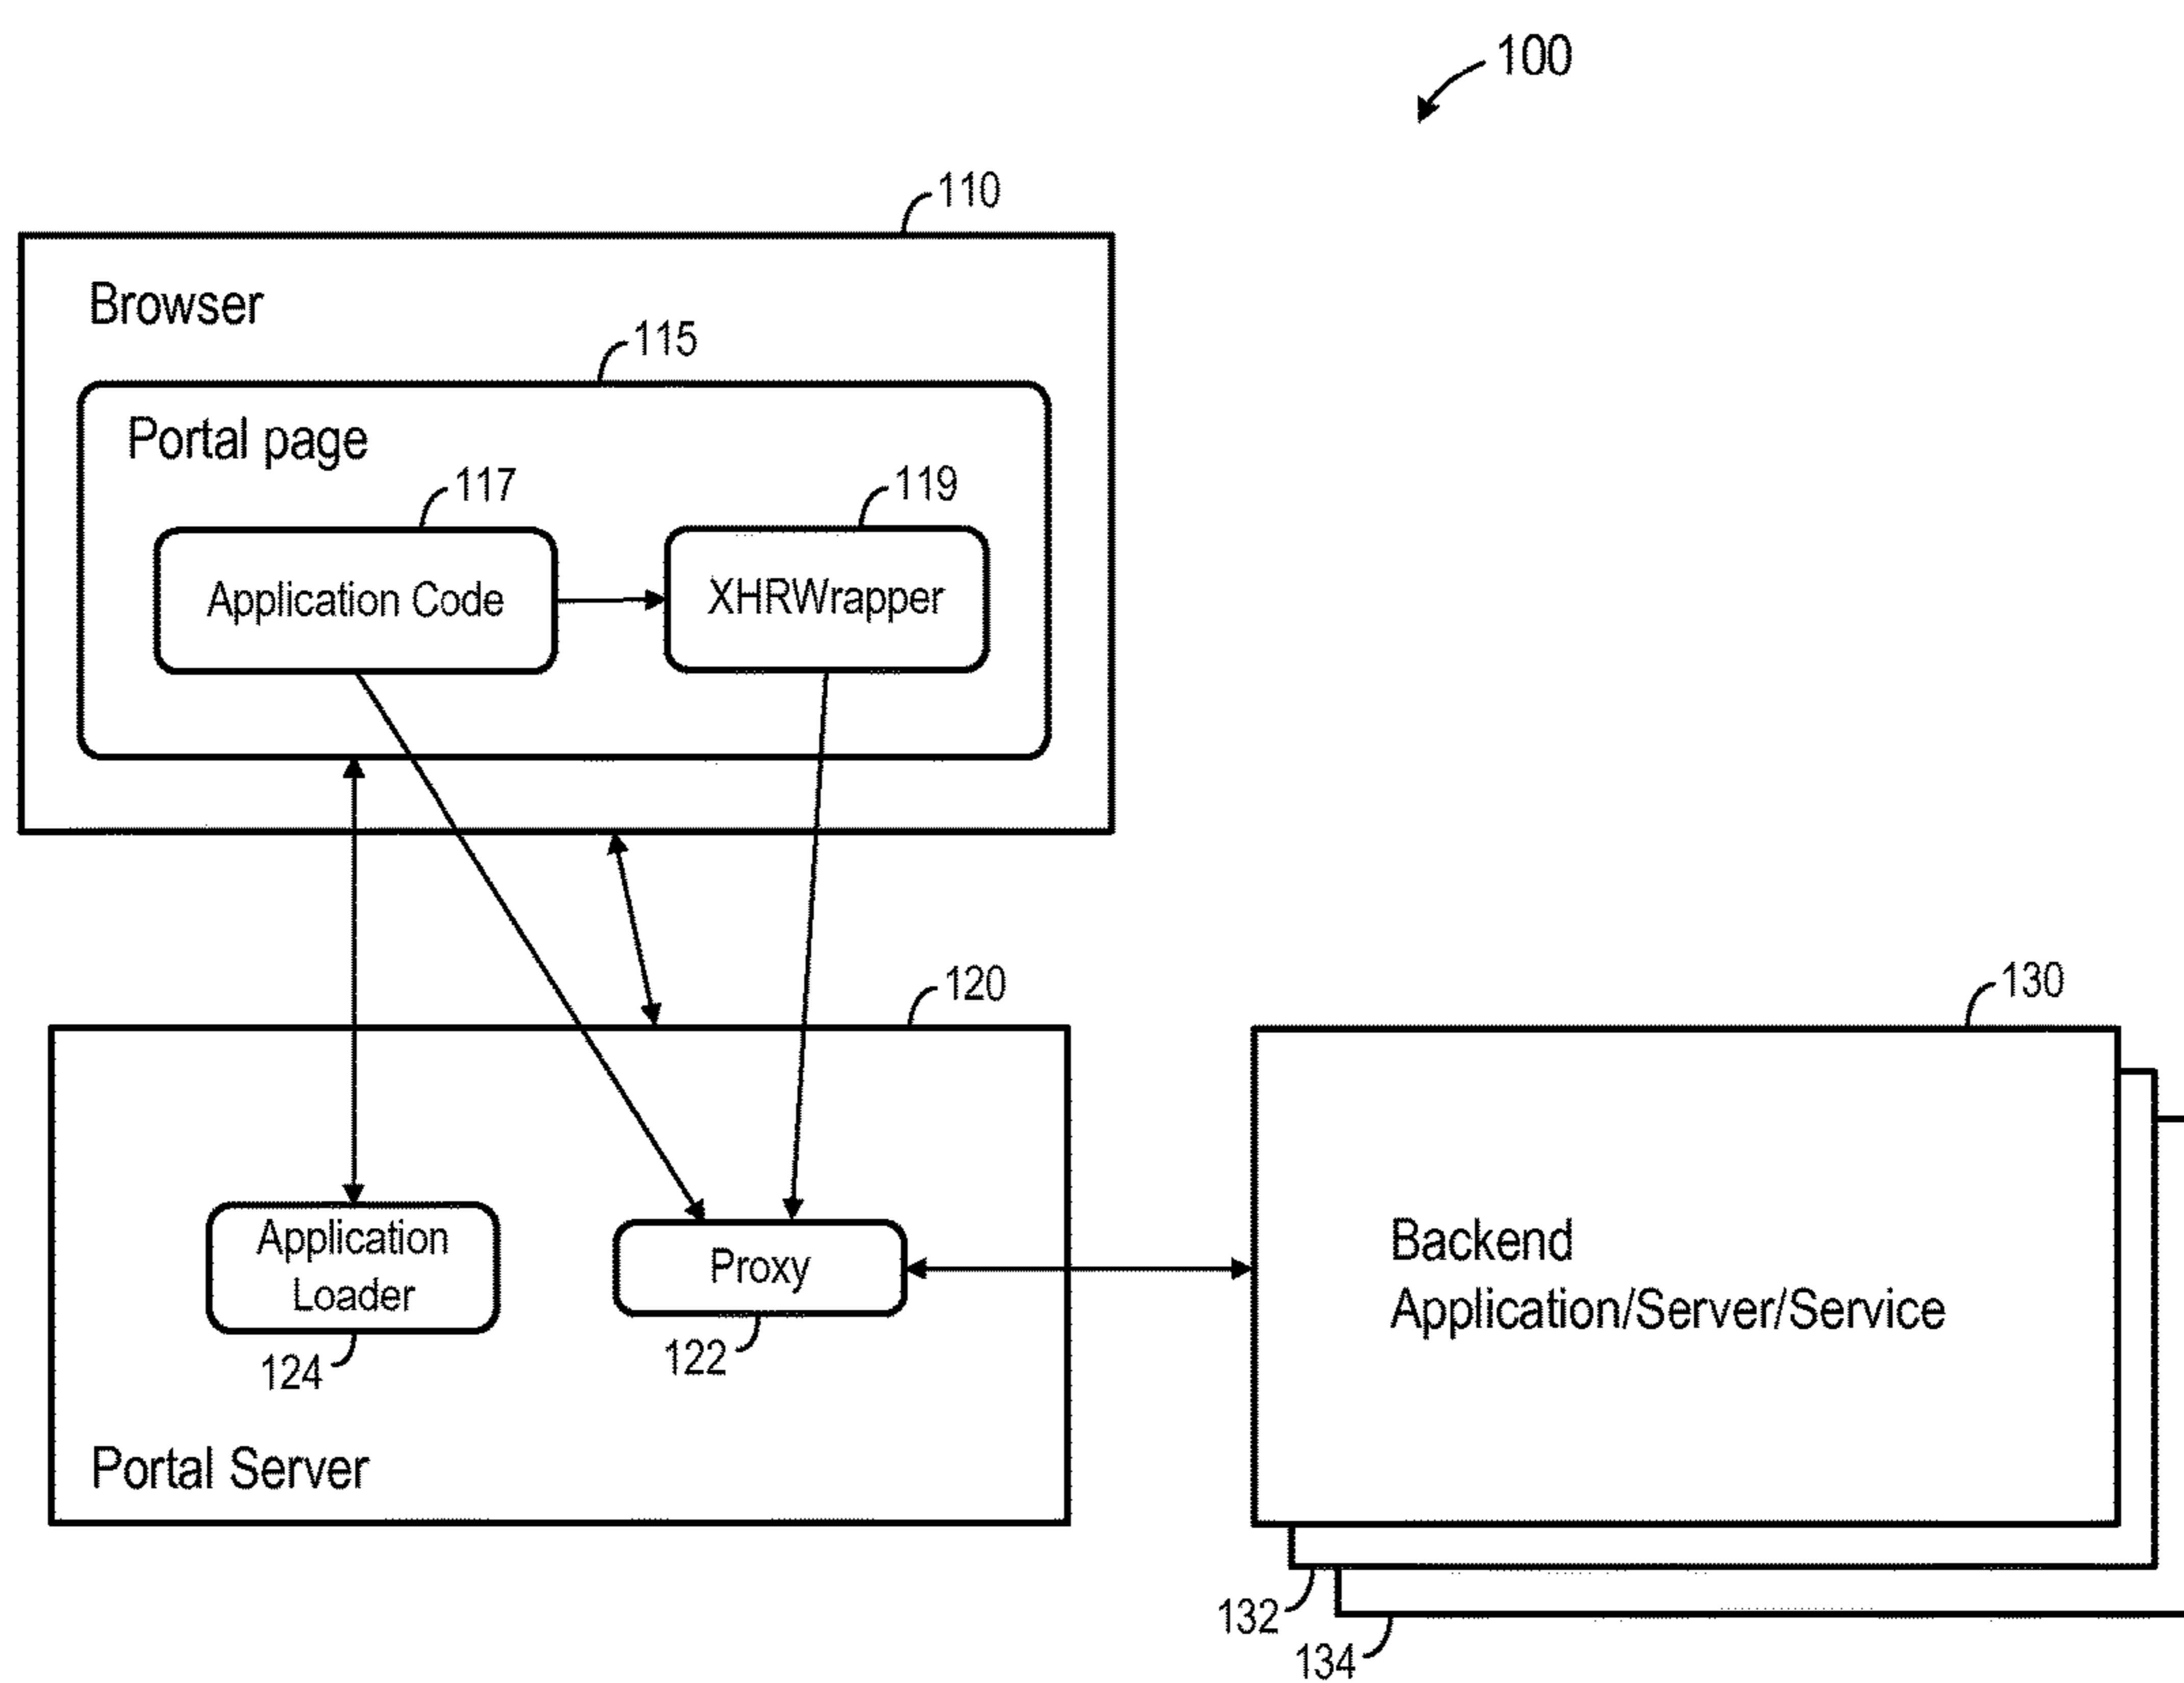 100
110
Browser
115
Portal page
117
119
Application Code
XHRWrapper
120
130
Application
Loader
Proxy
Backend
Application/Server/Service
124
122
Portal Server
132
134